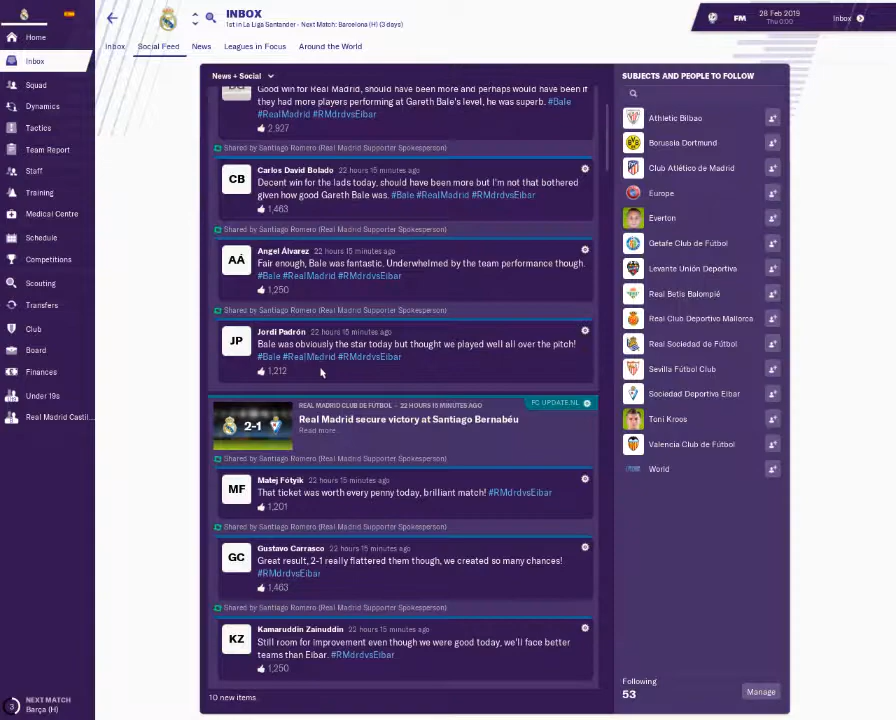 INBOX
1st in La Liga Santander - Next Match: Barcelona (H) (3 days)
FM
28 Feb 2019
Thu 0:00
Inbox
Inbox
Social Feed
News
Leagues in Focus
Around the World
Home
Inbox
Squad
Dynamics
Tactics
Team Report
Staff
Training
Medical Centre
Schedule
Competitions
Scouting
Transfers
Club
Board
Finances
Under 19s
Real Madrid Castil...
3
NEXT MATCH
Barça (H)
News + Social
Good win for Real Madrid, should have been more and perhaps would have been if
they had more players performing at Gareth Bale's level, he was superb. #Bale
#RealMadrid #RMdrdvsEibar
2,927
Shared by Santiago Romero (Real Madrid Supporter Spokesperson)
CB
Carlos David Bolado 22 hours 15 minutes ago
Decent win for the lads today, should have been more but I'm not that bothered
given how good Gareth Bale was. #Bale #RealMadrid #RMdrdvsEibar
1,463
Shared by Santiago Romero (Real Madrid Supporter Spokesperson)
AÁ
Angel Álvarez 22 hours 15 minutes ago
Fair enough, Bale was fantastic. Underwhelmed by the team performance though.
#Bale #RealMadrid #RMdrdvsEibar
1,250
Shared by Santiago Romero (Real Madrid Supporter Spokesperson)
JP
Jordi Padrón 22 hours 15 minutes ago
Bale was obviously the star today but thought we played well all over the pitch!
#Bale #RealMadrid #RMdrdvsEibar
1,212
2-1
REAL MADRID CLUB DE FÚTBOL - 22 HOURS 15 MINUTES AGO
FC UPDATE.NL
Real Madrid secure victory at Santiago Bernabéu
Read more...
Shared by Santiago Romero (Real Madrid Supporter Spokesperson)
MF
Matej Fótyik 22 hours 15 minutes ago
That ticket was worth every penny today, brilliant match! #RMdrdvsEibar
1,201
Shared by Santiago Romero (Real Madrid Supporter Spokesperson)
GC
Gustavo Carrasco 22 hours 15 minutes ago
Great result, 2-1 really flattered them though, we created so many chances!
#RMdrdvsEibar
1,463
Shared by Santiago Romero (Real Madrid Supporter Spokesperson)
KZ
Kamaruddin Zainuddin 22 hours 15 minutes ago
Still room for improvement even though we were good today, we'll face better
teams than Eibar. #RMdrdvsEibar
1,250
10 new items
SUBJECTS AND PEOPLE TO FOLLOW
Athletic Bilbao
Borussia Dortmund
Club Atlético de Madrid
Europe
Everton
Getafe Club de Fútbol
Levante Unión Deportiva
Real Betis Balompié
Real Club Deportivo Mallorca
Real Sociedad de Fútbol
Sevilla Fútbol Club
Sociedad Deportiva Eibar
Toni Kroos
Valencia Club de Fútbol
World
Following
53
Manage